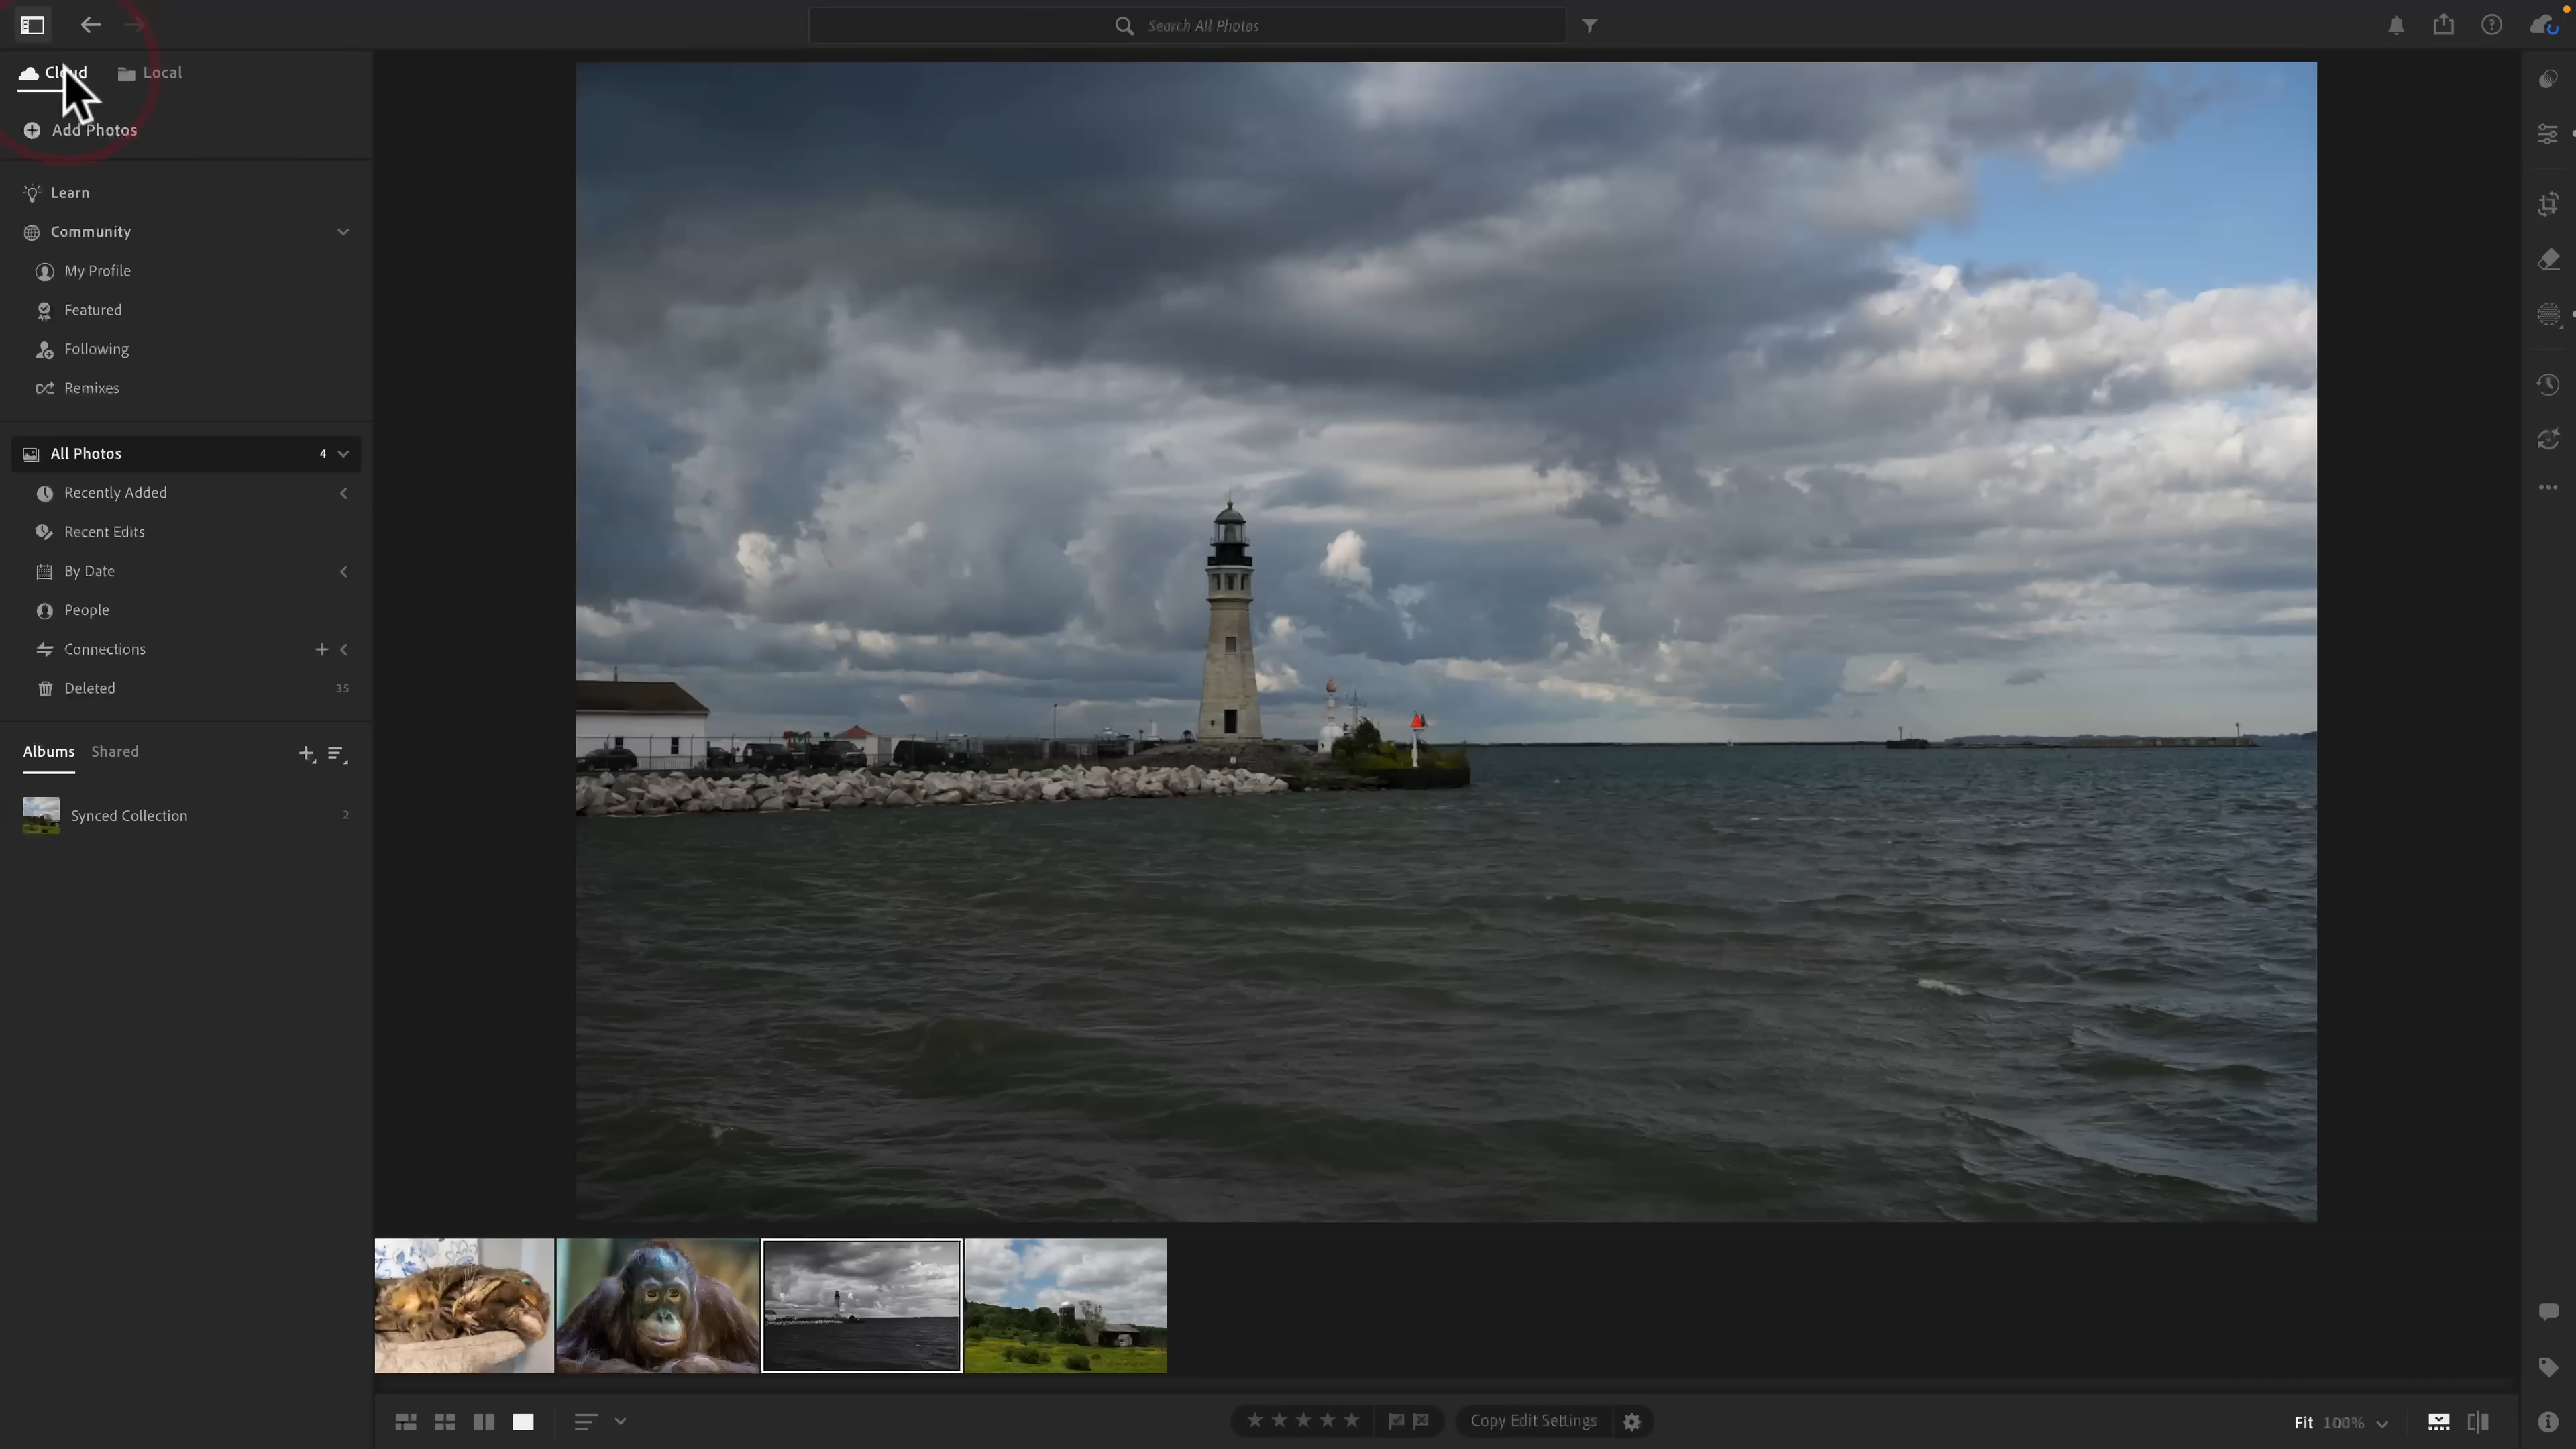 Search All Photos
Cloud Local
Add Photos
Learn
Community
My Profile
Featured
Following
Remixes
All Photos 4
Recently Added
Recent Edits
By Date
People
Connections
Deleted 35
Albums Shared
Synced Collection 2
Copy Edit Settings
Fit 100%